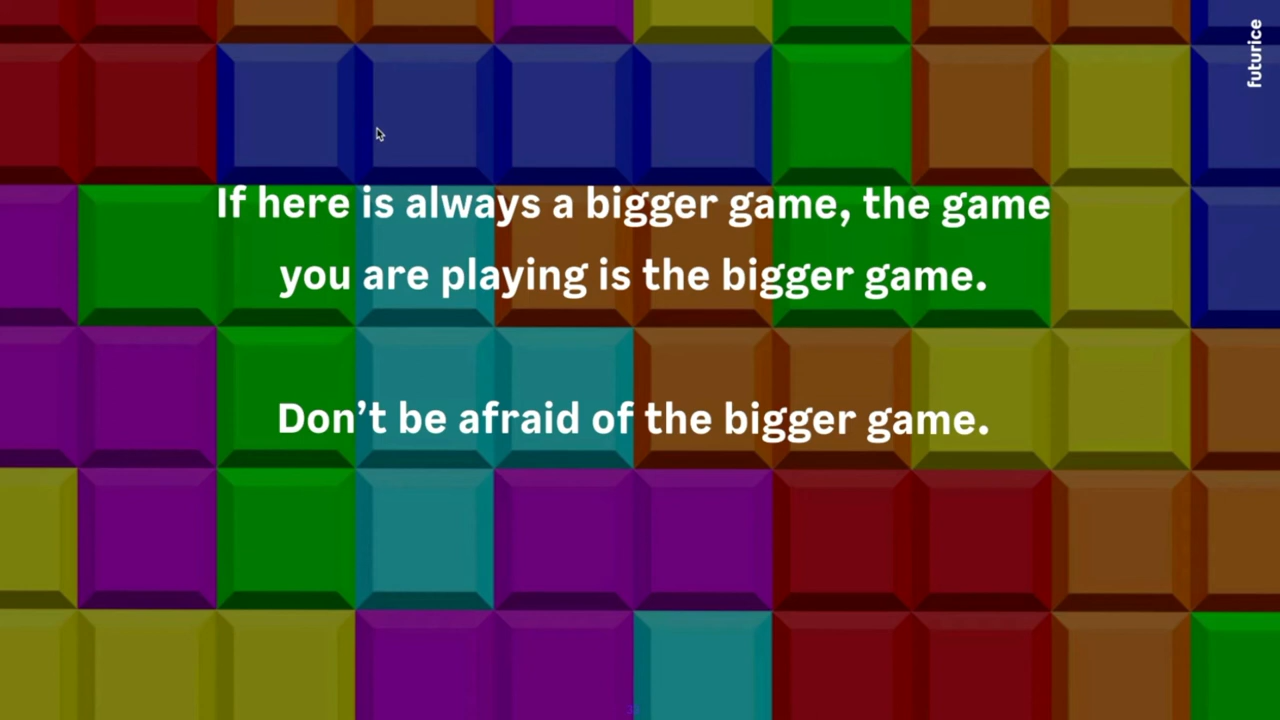 futurice
If here is always a bigger game, the game
you are playing is the bigger game.
Don’t be afraid of the bigger game.